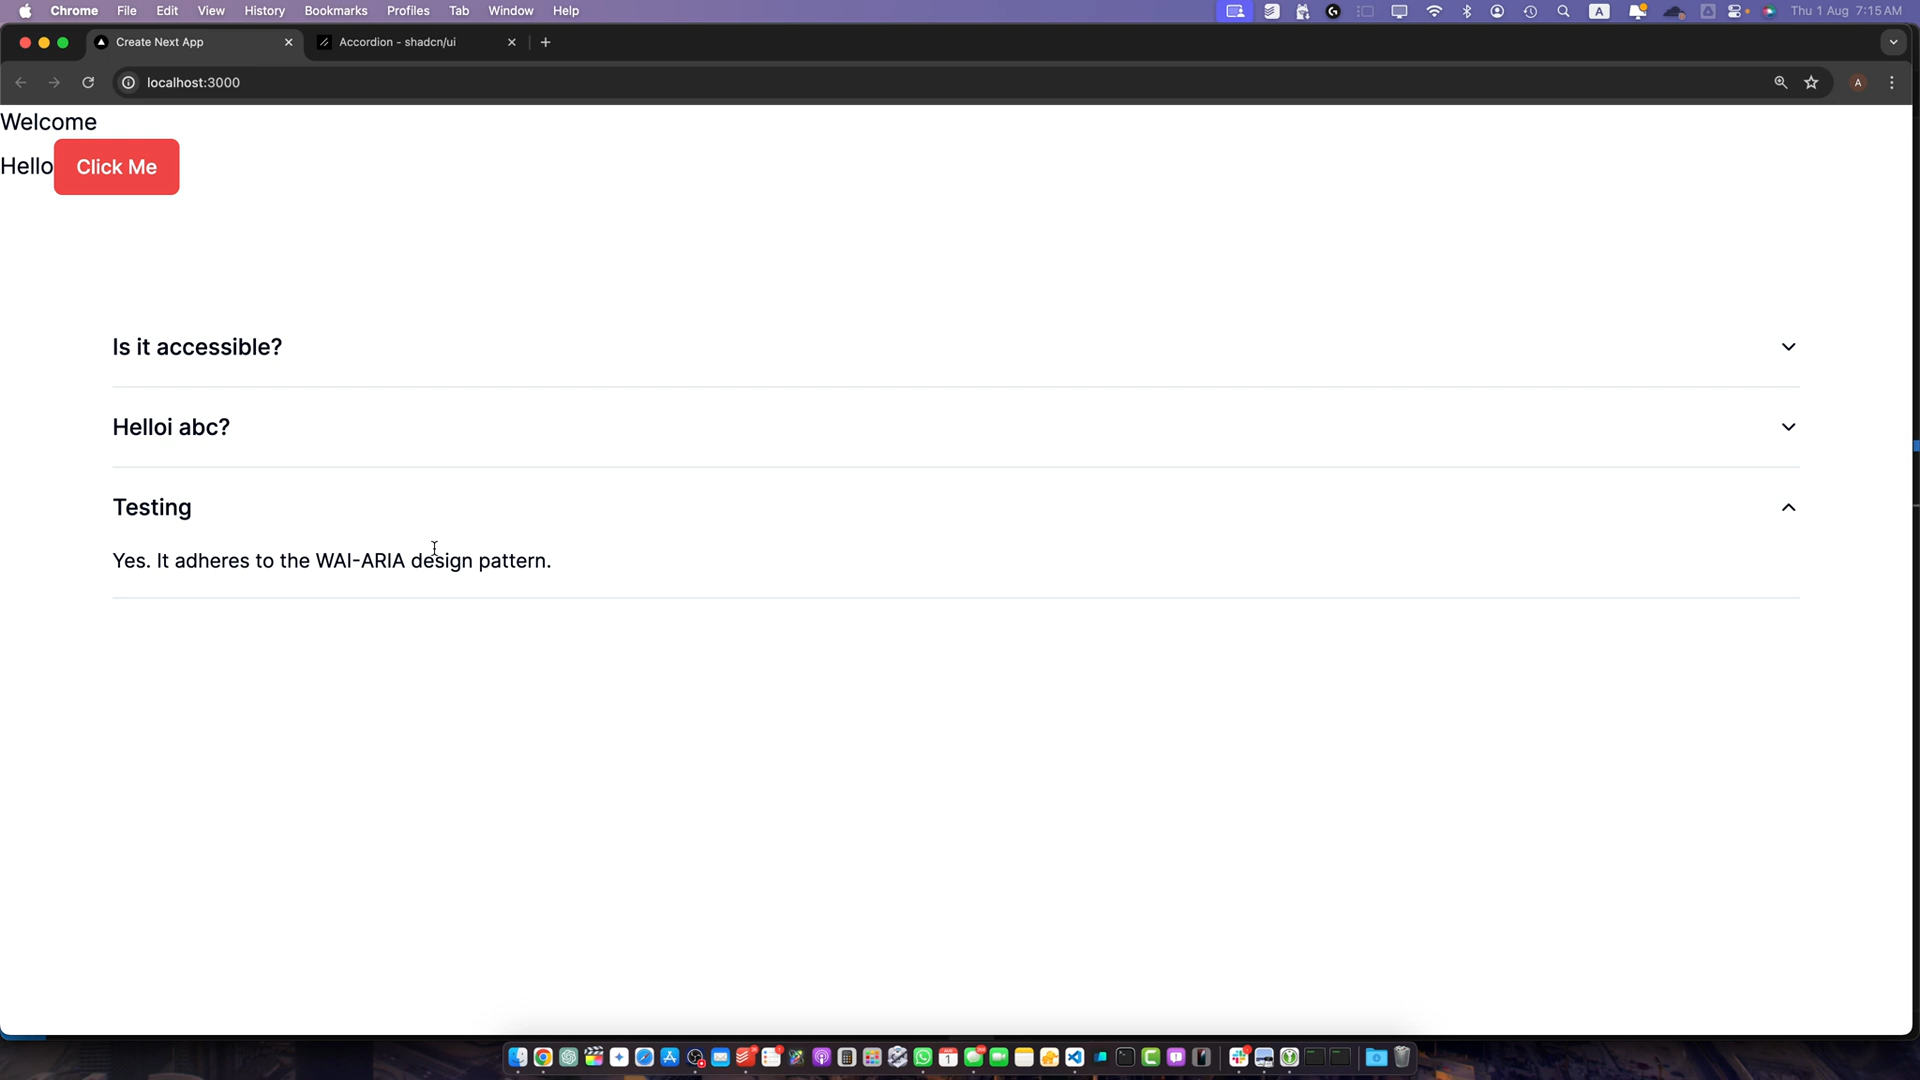 Chrome File Edit View History Bookmarks Profiles Tab Window Help A Thu 1 Aug 7:15 AM
Create Next App Accordion - shadcn/ui
localhost:3000 A
Welcome
Hello Click Me
Is it accessible?
Helloi abc?
Testing
Yes. It adheres to the WAI-ARIA design pattern.